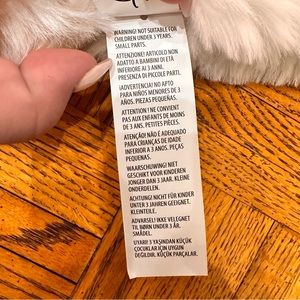 WARNING! NOT SUITABLE FOR
CHILDREN UNDER 3 YEARS.
SMALL PARTS.
ATTENZIONE! ARTICOLO NON
ADATTO A BAMBINI DI ETÀ
INFERIORE AI 3 ANNI.
PRESENZA DI PICCOLE PARTI.
¡ADVERTENCIA! NO APTO
PARA NIÑOS MENORES DE 3
AÑOS. PIEZAS PEQUEÑAS.
ATTENTION ! NE CONVIENT
PAS AUX ENFANTS DE MOINS
DE 3 ANS. PETITES PIÈCES.
ATENÇÃO! NÃO É ADEQUADO
PARA CRIANÇAS DE IDADE
INFERIOR A 3 ANOS. PEÇAS
PEQUENAS.
WAARSCHUWING! NIET
GESCHIKT VOOR KINDEREN
JONGER DAN 3 JAAR. KLEINE
ONDERDELEN.
ACHTUNG! NICHT FÜR KINDER
UNTER 3 JAHREN GEEIGNET.
KLEINTEILE.
ADVARSEL! IKKE VELEGNET
TIL BØRN UNDER 3 ÅR.
SMÅDEL.
UYARI! 3 YAŞINDAN KÜÇÜK
ÇOCUKLAR İÇİN UYGUN
DEĞİLDİR. KÜÇÜK PARÇALAR.